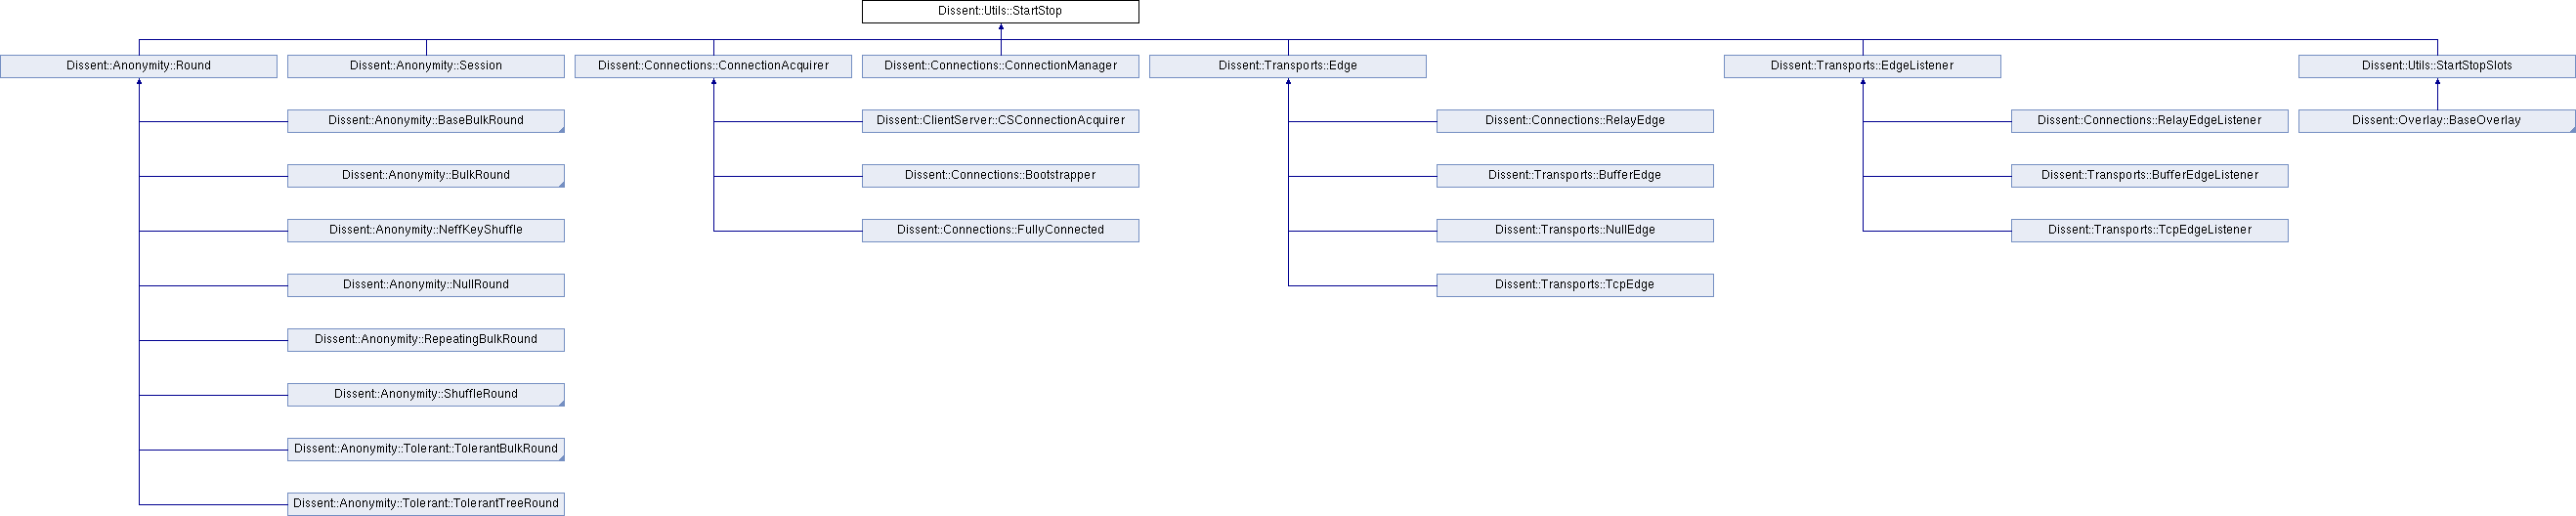 Dissent::Utils::StartStop
Dissent::Anonymity::Round
Dissent::Anonymity::Session
Dissent::Connections::ConnectionAcquirer
Dissent::Connections::ConnectionManager
Dissent::Transports::Edge
Dissent::Transports::EdgeListener
Dissent::Utils::StartStopSlots
Dissent::Anonymity::BaseBulkRound
Dissent::ClientServer::CSConnectionAcquirer
Dissent::Connections::RelayEdge
Dissent::Connections::RelayEdgeListener
Dissent::Overlay::BaseOverlay
Dissent::Anonymity::BulkRound
Dissent::Connections::Bootstrapper
Dissent::Transports::BufferEdge
Dissent::Transports::BufferEdgeListener
Dissent::Anonymity::NeffKeyShuffle
Dissent::Connections::FullyConnected
Dissent::Transports::NullEdge
Dissent::Transports::TcpEdgeListener
Dissent::Anonymity::NullRound
Dissent::Transports::TcpEdge
Dissent::Anonymity::RepeatingBulkRound
Dissent::Anonymity::ShuffleRound
Dissent::Anonymity::Tolerant::TolerantBulkRound
Dissent::Anonymity::Tolerant::TolerantTreeRound